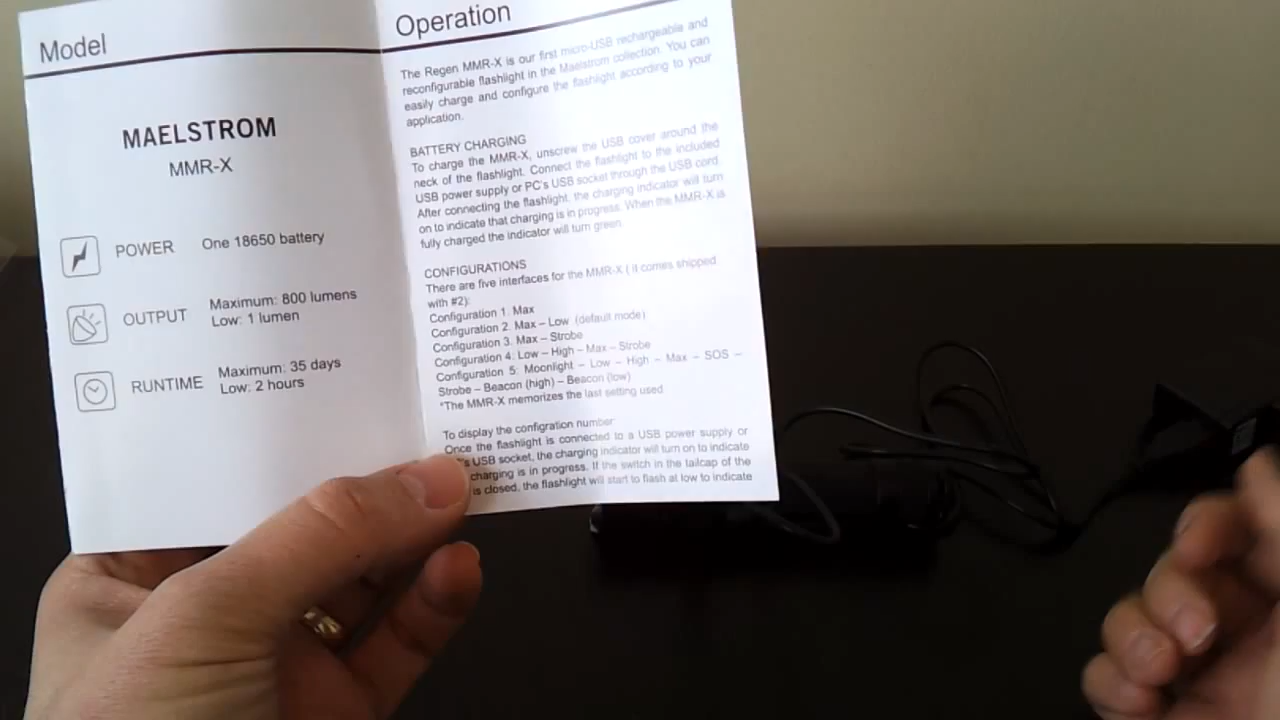 Model
MAELSTROM
MMR-X
POWER One 18650 battery
OUTPUT Maximum: 800 lumens
Low: 1 lumen
RUNTIME Maximum: 35 days
Low: 2 hours
Operation
The Regen MMR-X is our first micro-USB rechargeable and
reconfigurable flashlight in the Maelstrom collection. You can
easily charge and configure the flashlight according to your
application.
BATTERY CHARGING
To charge the MMR-X, unscrew the USB cover around the
neck of the flashlight. Connect the flashlight to the included
USB power supply or PC's USB socket through the USB cord.
After connecting the flashlight, the charging indicator will turn
on to indicate that charging is in progress. When the MMR-X is
fully charged the indicator will turn green.
CONFIGURATIONS
There are five interfaces for the MMR-X ( it comes shipped
with #2):
Configuration 1. Max
Configuration 2. Max – Low (default mode)
Configuration 3. Max – Strobe
Configuration 4: Low – High – Max – Strobe
Configuration 5: Moonlight – Low – High – Max – SOS –
Strobe – Beacon (high) – Beacon (low)
*The MMR-X memorizes the last setting used.
To display the configration number:
Once the flashlight is connected to a USB power supply or
's USB socket, the charging indicator will turn on to indicate
charging is in progress. If the switch in the tailcap of the
is closed, the flashlight will start to flash at low to indicate